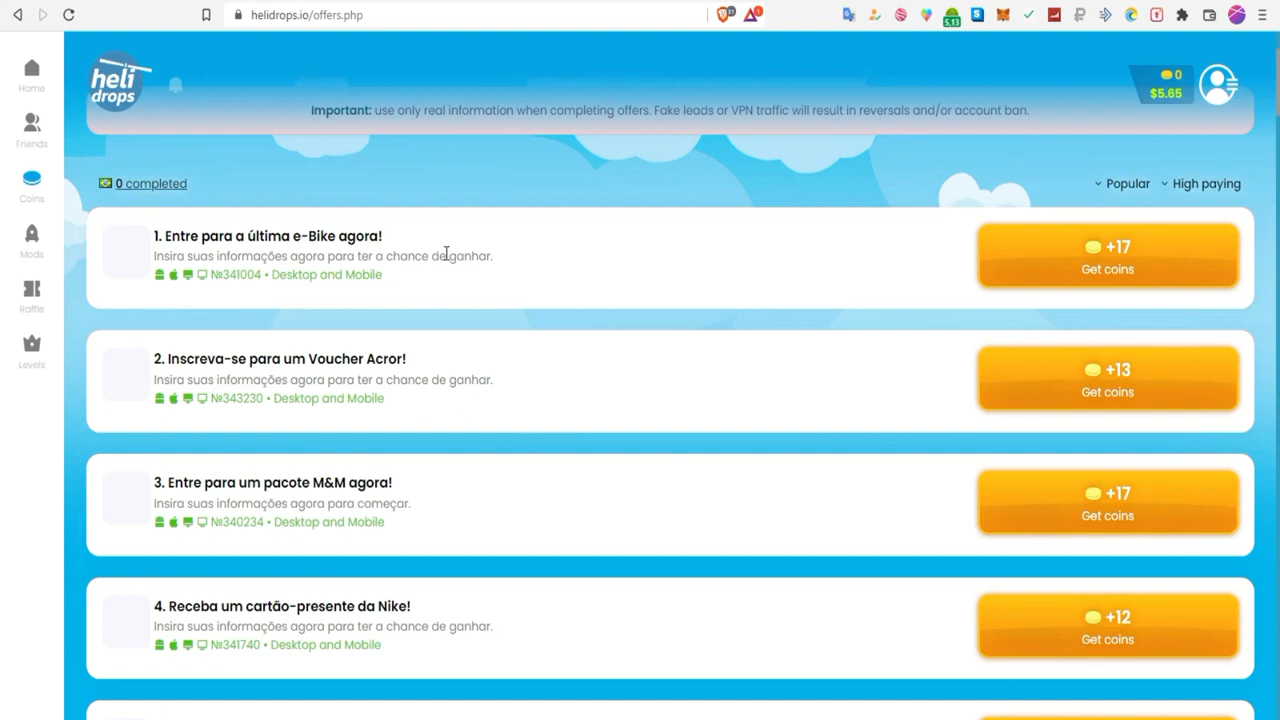 helidrops.io/offers.php
31
1
5,13
Home
Friends
Coins
Mods
Raffle
Levels
heli
drops
0
$5.65
Important: use only real information when completing offers. Fake leads or VPN traffic will result in reversals and/or account ban.
0 completed
Popular
High paying
1. Entre para a última e-Bike agora!
Insira suas informações agora para ter a chance de ganhar.
№341004 • Desktop and Mobile
+17
Get coins
2. Inscreva-se para um Voucher Acror!
Insira suas informações agora para ter a chance de ganhar.
№343230 • Desktop and Mobile
+13
Get coins
3. Entre para um pacote M&M agora!
Insira suas informações agora para começar.
№340234 • Desktop and Mobile
+17
Get coins
4. Receba um cartão-presente da Nike!
Insira suas informações agora para ter a chance de ganhar.
№341740 • Desktop and Mobile
+12
Get coins